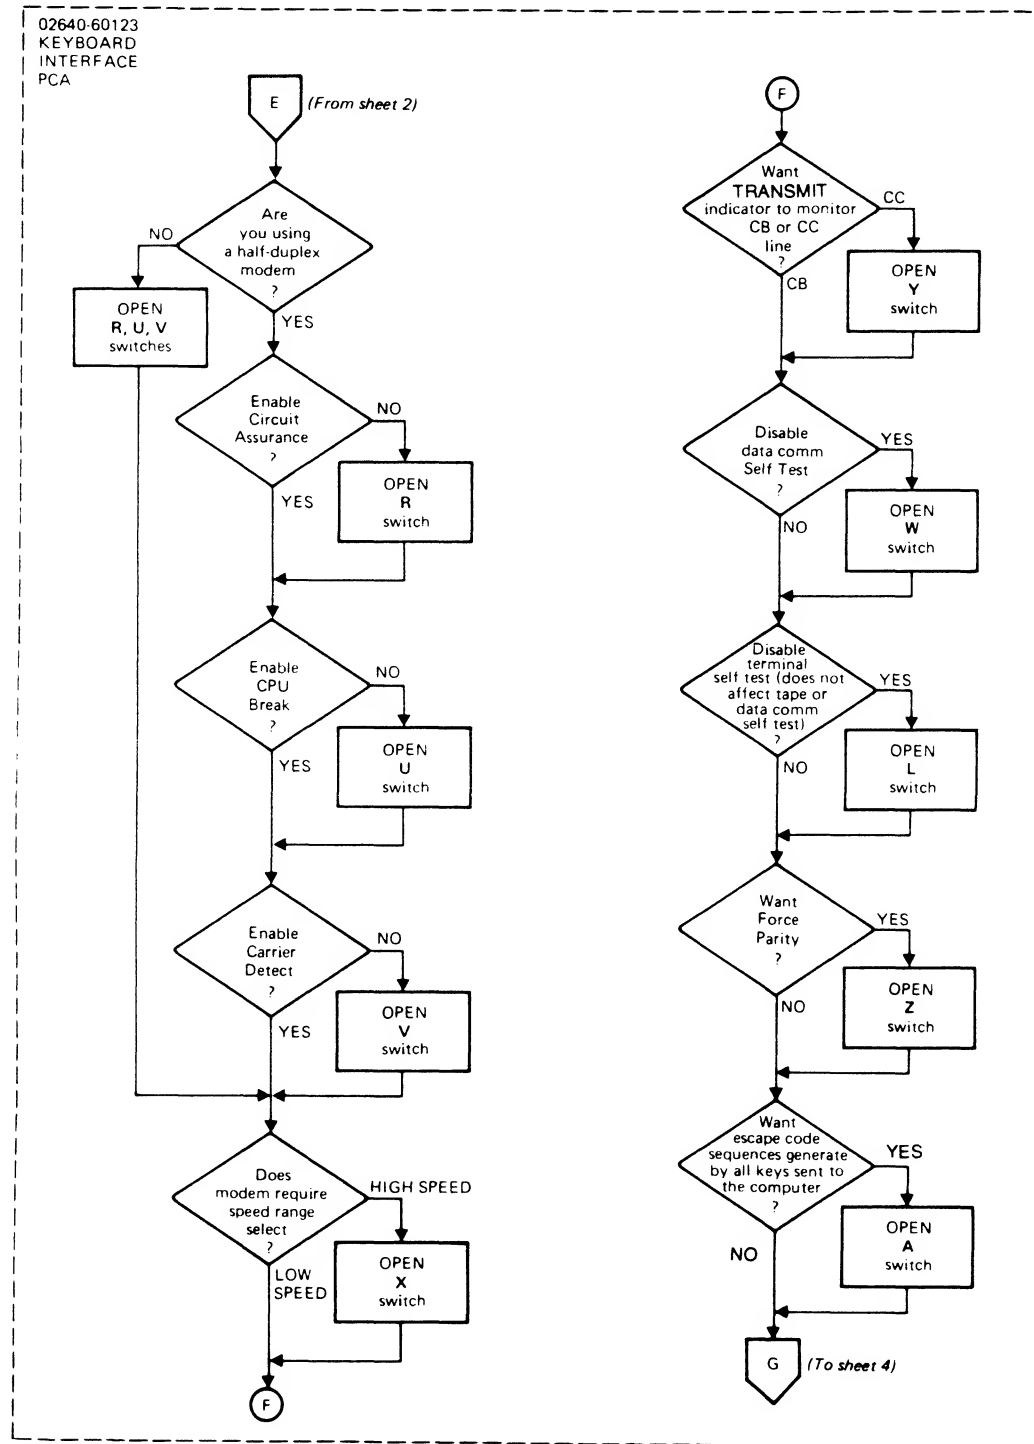 02640-60123
KEYBOARD
INTERFACE
PCA
E
(From sheet 2)
Are
you using
a half-duplex
modem
?
NO
YES
OPEN
R, U, V
switches
Enable
Circuit
Assurance
?
NO
YES
OPEN
R
switch
Enable
CPU
Break
?
NO
YES
OPEN
U
switch
Enable
Carrier
Detect
?
NO
YES
OPEN
V
switch
Does
modem require
speed range
select
?
HIGH SPEED
LOW
SPEED
OPEN
X
switch
F
F
Want
TRANSMIT
indicator to monitor
CB or CC
line
?
CC
CB
OPEN
Y
switch
Disable
data comm
Self Test
?
YES
NO
OPEN
W
switch
Disable
terminal
self test (does not
affect tape or
data comm
self test)
?
YES
NO
OPEN
L
switch
Want
Force
Parity
?
YES
NO
OPEN
Z
switch
Want
escape code
sequences generate
by all keys sent to
the computer
?
YES
NO
OPEN
A
switch
G
(To sheet 4)